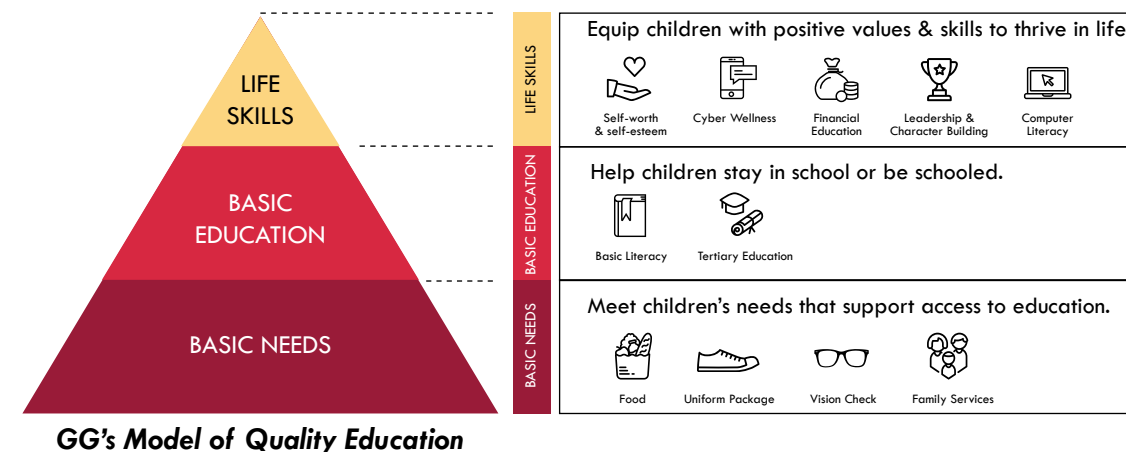 LIFE
SKILLS
BASIC
EDUCATION
BASIC NEEDS
GG's Model of Quality Education
LIFE SKILLS
Equip children with positive values & skills to thrive in life
Self-worth
& self-esteem
Cyber Wellness
Financial
Education
Leadership &
Character Building
Computer
Literacy
BASIC EDUCATION
Help children stay in school or be schooled.
Basic Literacy
Tertiary Education
BASIC NEEDS
Meet children's needs that support access to education.
Food
Uniform Package
Vision Check
Family Services